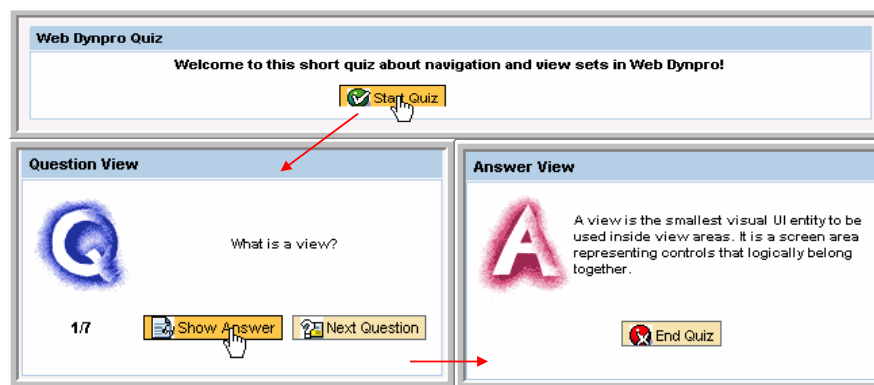 Web Dynpro Quiz
Welcome to this short quiz about navigation and view sets in Web Dynpro!
Start Quiz
Question View
Q
What is a view?
1/7
Show Answer
Next Question
Answer View
A
A view is the smallest visual UI entity to be
used inside view areas. It is a screen area
representing controls that logically belong
together.
End Quiz